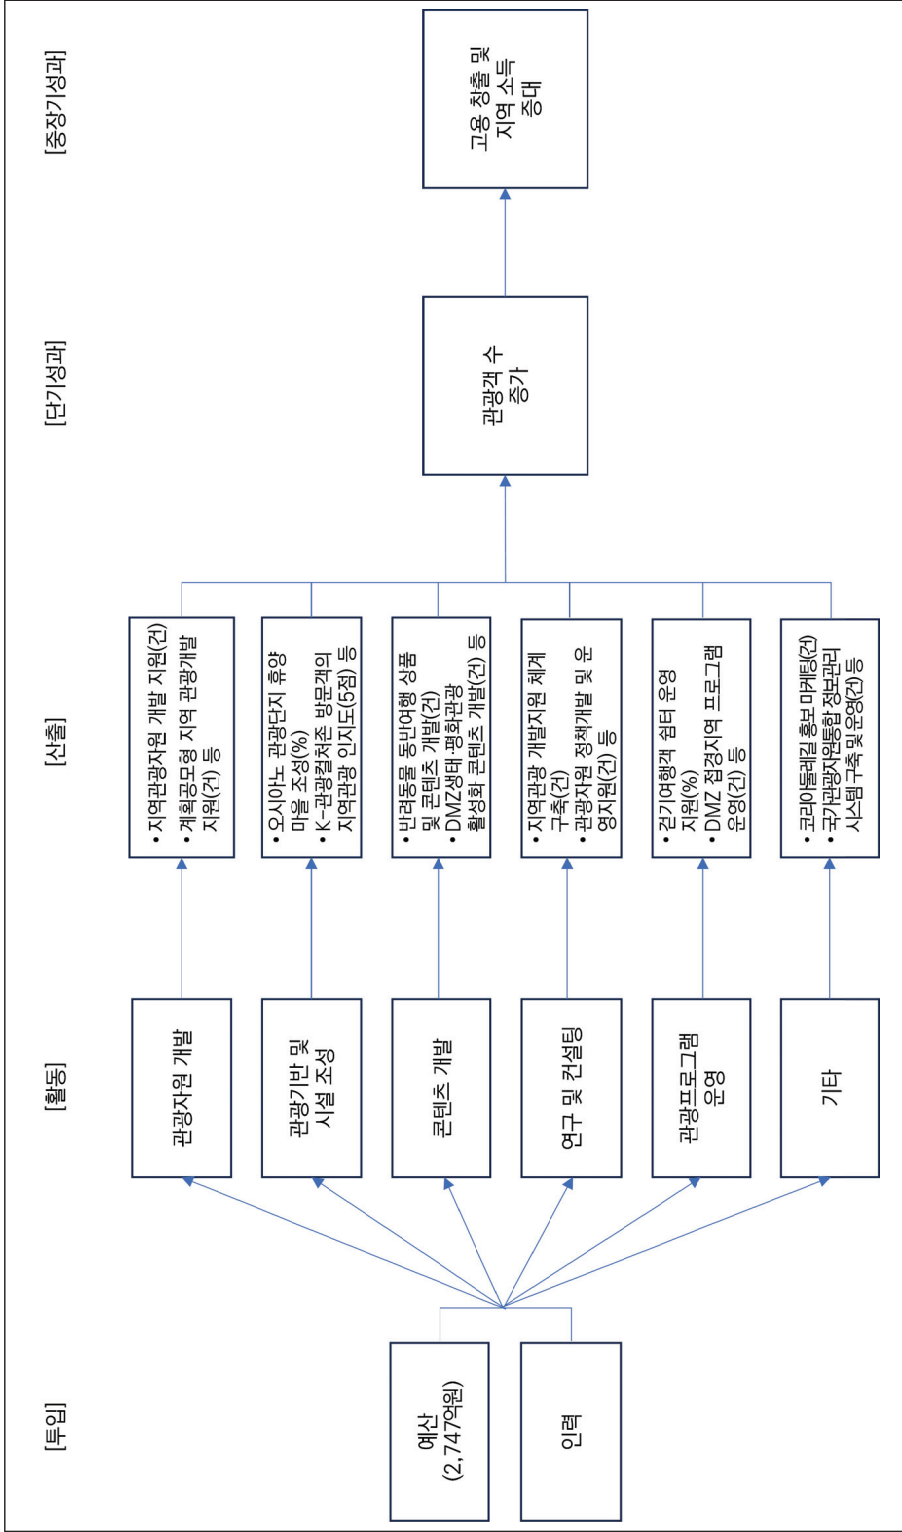 [투입]
[활동]
[산출]
[단기성과]
[중장기성과]
예산
(2,747억원)
인력
관광자원 개발
관광기반 및
시설 조성
콘텐츠 개발
연구 및 컨설팅
관광프로그램
운영
기타
• 지역관광자원 개발 지원(건)
• 계획공모형 지역 관광개발
지원(건) 등
• 오시아노 관광단지 휴양
마을 조성(%)
• K-관광컬처존 방문객의
지역관광 인지도(5점) 등
• 반려동물 동반여행 상품
및 콘텐츠 개발(건)
• DMZ생태·평화관광
활성화 콘텐츠 개발(건) 등
• 지역관광 개발지원 체계
구축(건)
• 관광자원 정책개발 및 운
영지원(건) 등
• 걷기여행객 쉼터 운영
지원(%)
• DMZ 접경지역 프로그램
운영(건) 등
• 코리아둘레길 홍보 마케팅(건)
• 국가관광자원통합 정보관리
시스템 구축 및 운영(건) 등
관광객 수
증가
고용 창출 및
지역 소득
증대